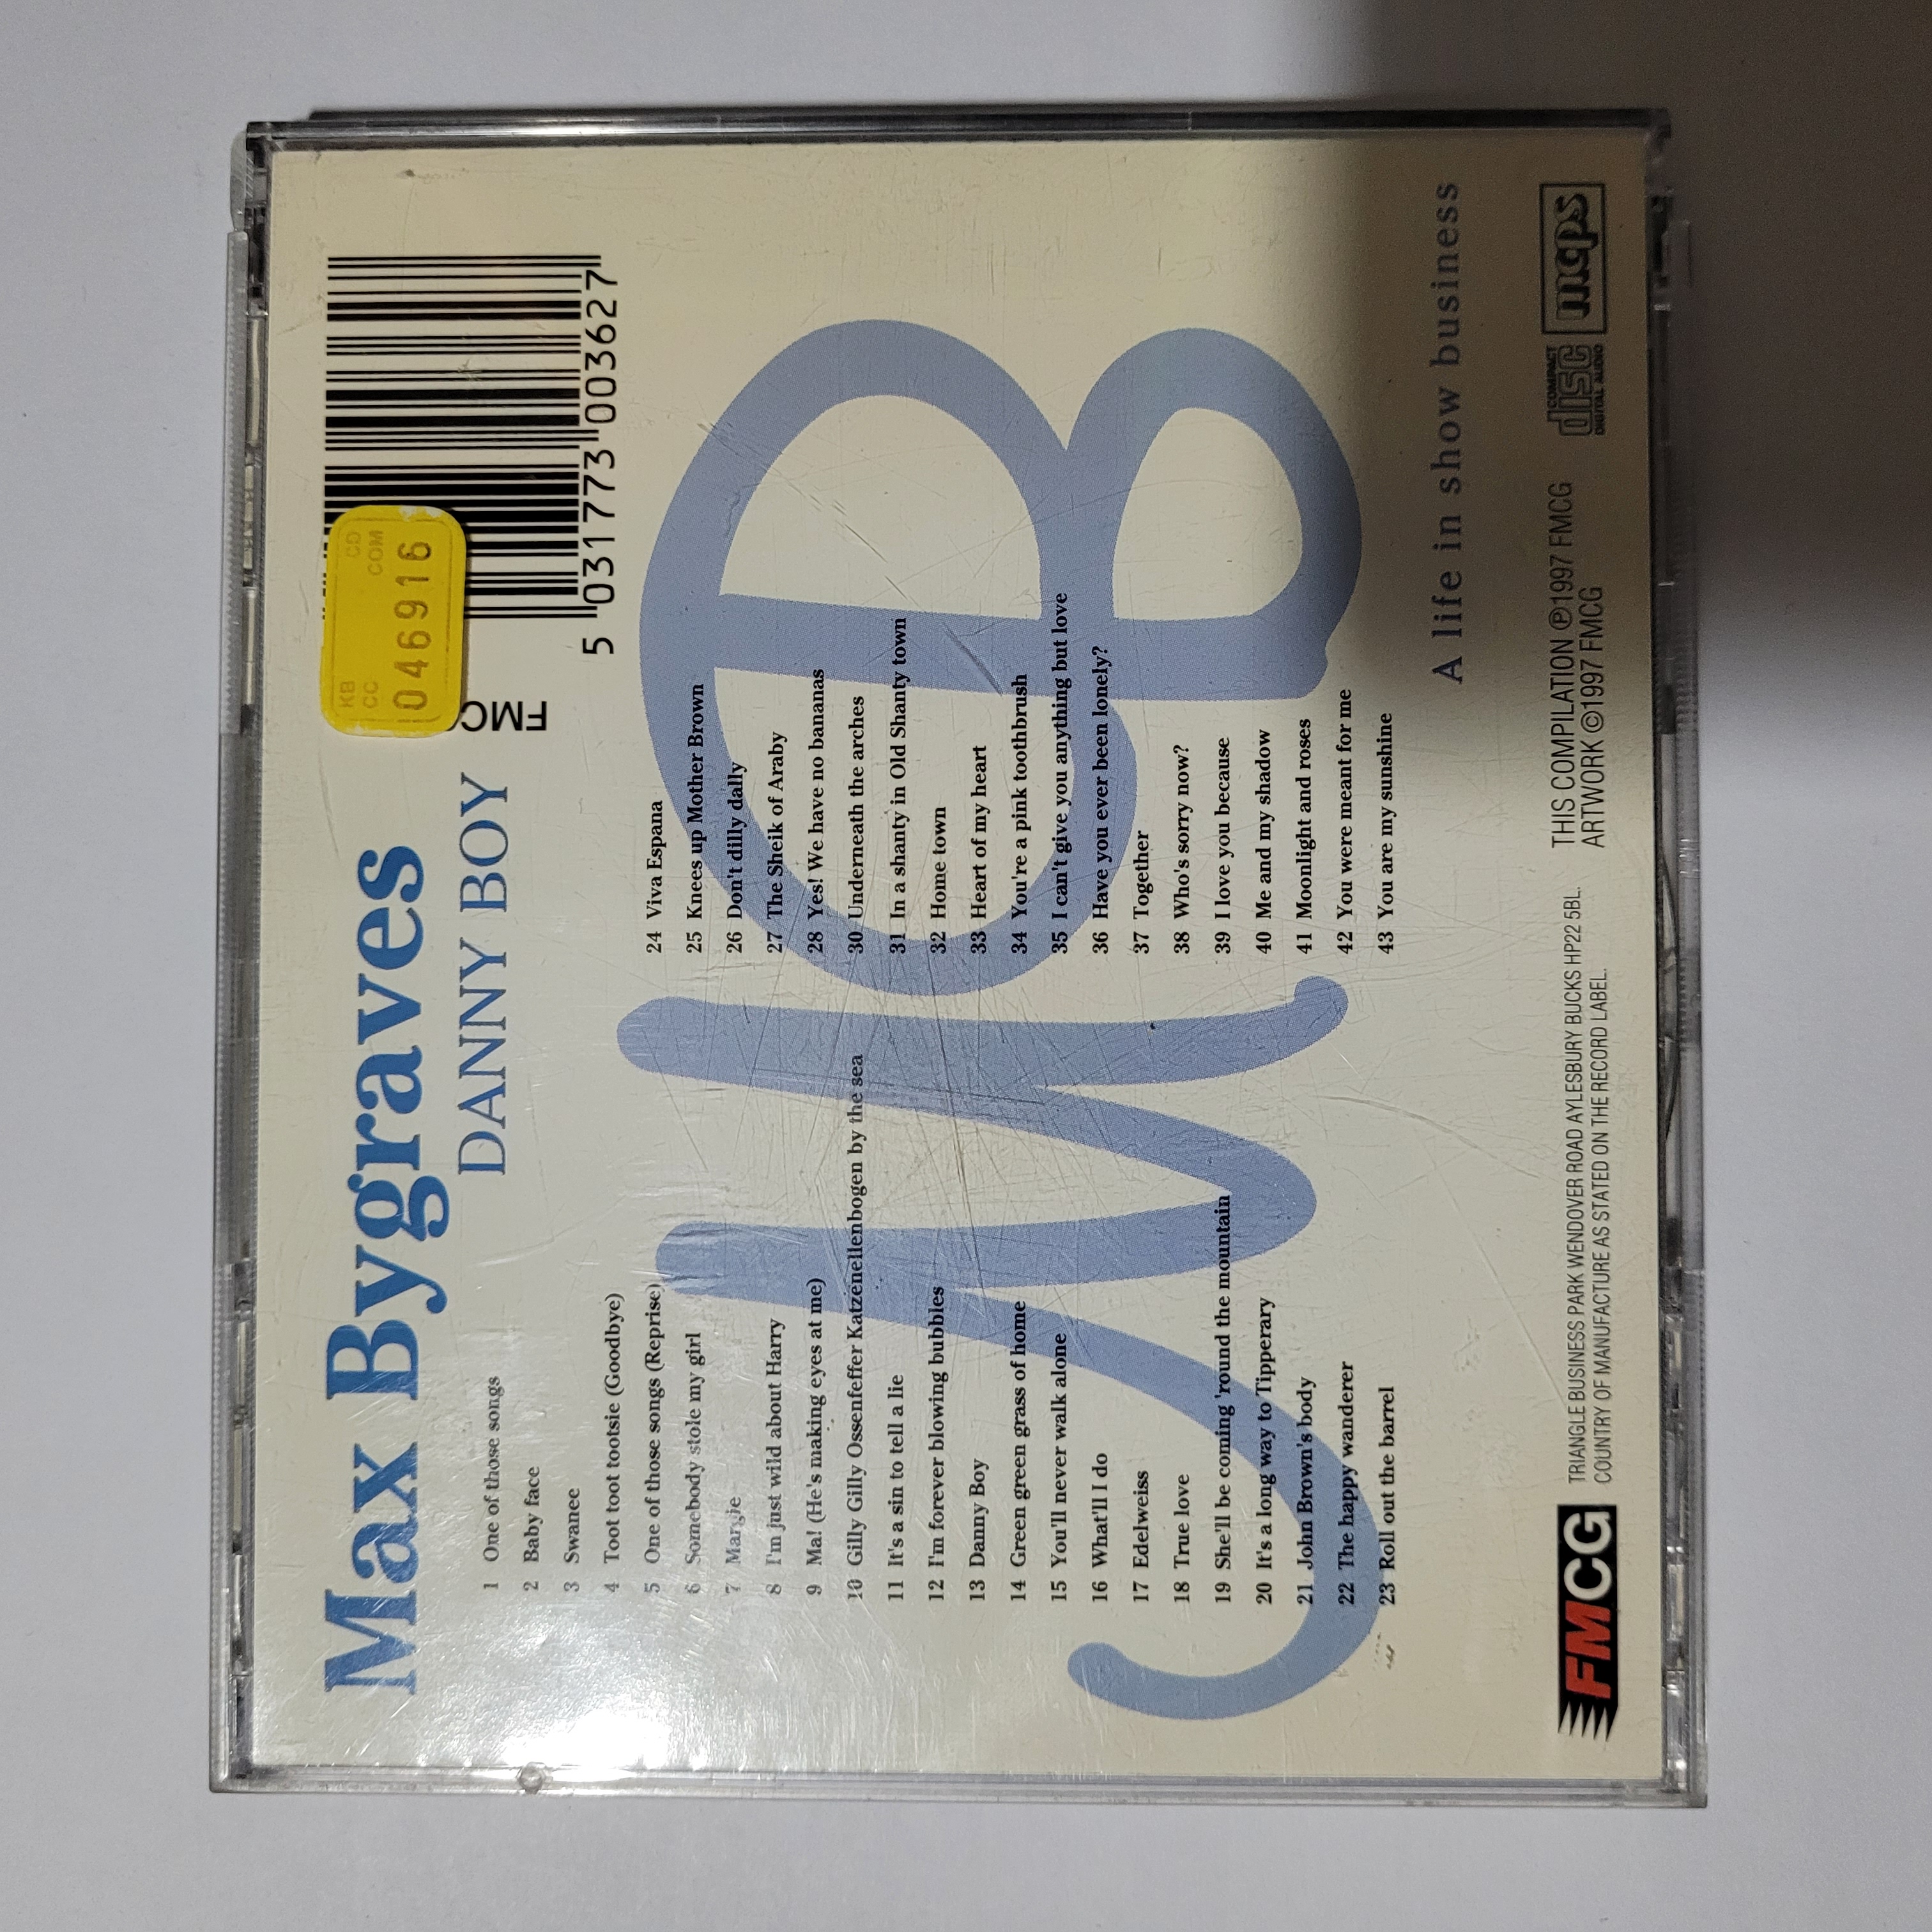 Max Bygraves
DANNY BOY
FMC
KB CD
CC COM
046916
5 031773 003627
1 One of those songs
2 Baby face
3 Swanee
4 Toot toot tootsie (Goodbye)
5 One of those songs (Reprise)
6 Somebody stole my girl
7 Margie
8 I'm just wild about Harry
9 Ma! (He's making eyes at me)
10 Gilly Gilly Ossenfeffer Katzenellenbogen by the sea
11 It's a sin to tell a lie
12 I'm forever blowing bubbles
13 Danny Boy
14 Green green grass of home
15 You'll never walk alone
16 What'll I do
17 Edelweiss
18 True love
19 She'll be coming 'round the mountain
20 It's a long way to Tipperary
21 John Brown's body
22 The happy wanderer
23 Roll out the barrel
24 Viva Espana
25 Knees up Mother Brown
26 Don't dilly dally
27 The Sheik of Araby
28 Yes! We have no bananas
30 Underneath the arches
31 In a shanty in Old Shanty town
32 Home town
33 Heart of my heart
34 You're a pink toothbrush
35 I can't give you anything but love
36 Have you ever been lonely?
37 Together
38 Who's sorry now?
39 I love you because
40 Me and my shadow
41 Moonlight and roses
42 You were meant for me
43 You are my sunshine
MB
A life in show business
FMCG
TRIANGLE BUSINESS PARK WENDOVER ROAD AYLESBURY BUCKS HP22 5BL.
COUNTRY OF MANUFACTURE AS STATED ON THE RECORD LABEL.
THIS COMPILATION ℗1997 FMCG
ARTWORK ©1997 FMCG
COMPACT
disc
DIGITAL AUDIO
mcps